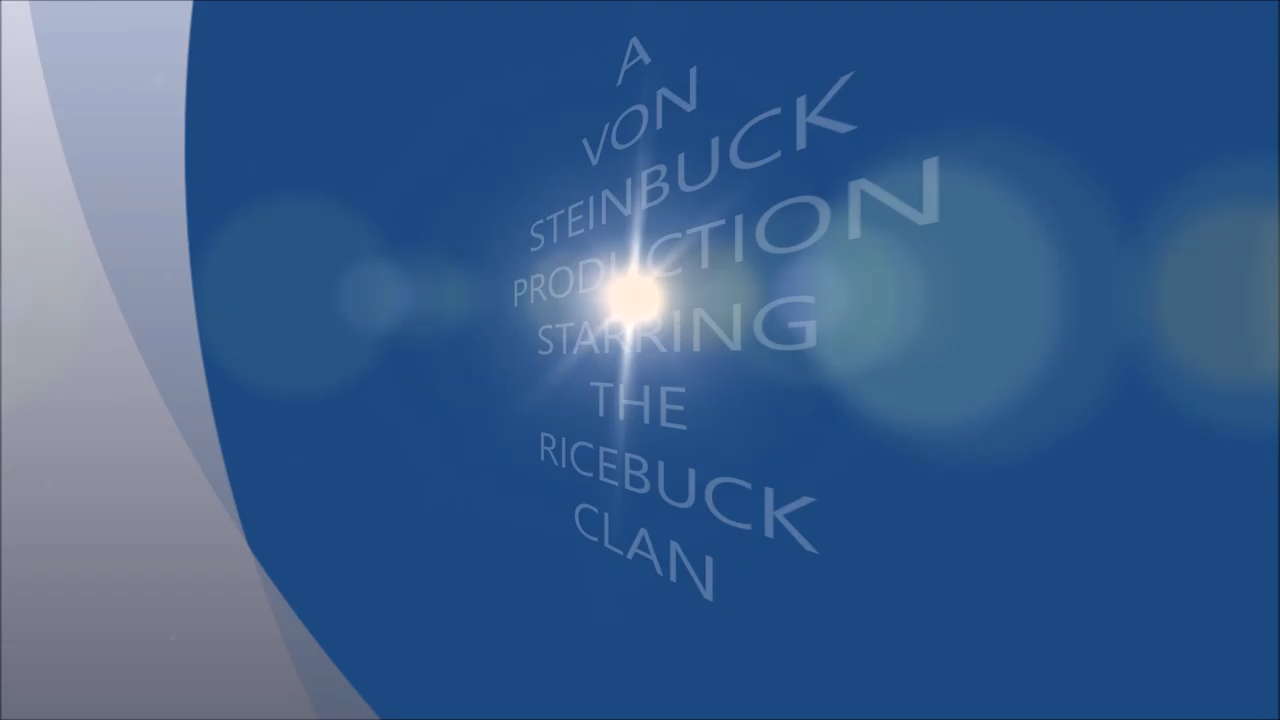 A
VON
STEINBUCK
PRODUCTION
STARRING
THE
RICEBUCK
CLAN